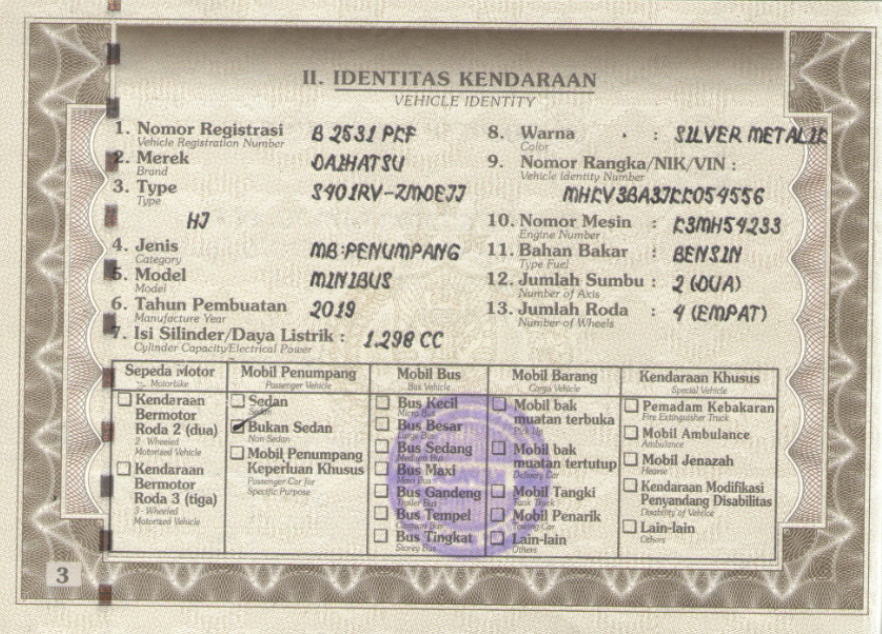 II. IDENTITAS KENDARAAN
VEHICLE IDENTITY
1. Nomor Registrasi B 2531 PKF
Vehicle Registration Number
2. Merek DAIHATSU
Brand
3. Type S401RV-ZMDEJJ
Type
HJ
4. Jenis MB:PENUMPANG
Category
5. Model MINIBUS
Model
6. Tahun Pembuatan 2019
Manufacture Year
7. Isi Silinder/Daya Listrik : 1.298 CC
Cylinder Capacity/Electrical Power
8. Warna : SILVER METALIK
Color
9. Nomor Rangka/NIK/VIN :
Vehicle Identity Number
MHKV3BA3JKK054556
10. Nomor Mesin : K3MH54233
Engine Number
11. Bahan Bakar : BENSIN
Type Fuel
12. Jumlah Sumbu : 2 (DUA)
Number of Axis
13. Jumlah Roda : 4 (EMPAT)
Number of Wheels
Sepeda Motor
Motorbike
Kendaraan
Bermotor
Roda 2 (dua)
2 - Wheeled
Motorized Vehicle
Kendaraan
Bermotor
Roda 3 (tiga)
3 - Wheeled
Motorized Vehicle
Mobil Penumpang
Passenger Vehicle
Sedan
Sedan
Bukan Sedan
Non Sedan
Mobil Penumpang
Keperluan Khusus
Passenger Car for
Specific Purpose
Mobil Bus
Bus Vehicle
Bus Kecil
Micro Bus
Bus Besar
Large Bus
Bus Sedang
Medium Bus
Bus Maxi
Maxi Bus
Bus Gandeng
Trailer Bus
Bus Tempel
Bus
Bus Tingkat
Storey Bus
Mobil Barang
Cargo Vehicle
Mobil bak
muatan terbuka
Pick Up
Mobil bak
muatan tertutup
Delivery Car
Mobil Tangki
Tank Truck
Mobil Penarik
Towing Car
Lain-lain
Others
Kendaraan Khusus
Special Vehicle
Pemadam Kebakaran
Fire Extinguisher Truck
Mobil Ambulance
Ambulance
Mobil Jenazah
Hearse
Kendaraan Modifikasi
Penyandang Disabilitas
Disability of Vehicle
Lain-lain
Others
3